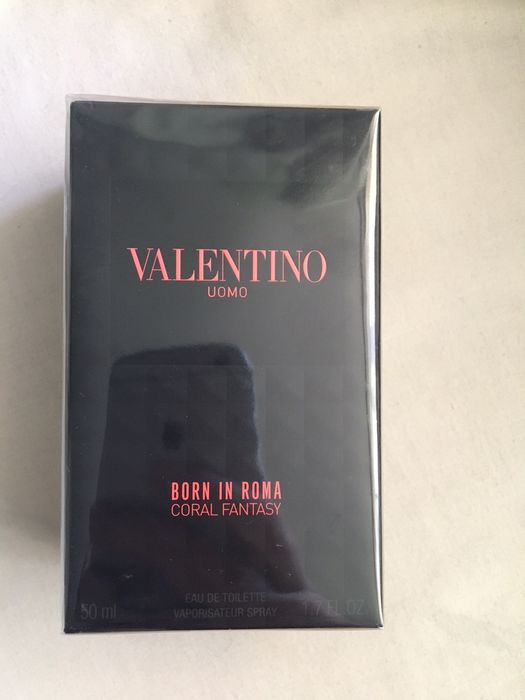 VALENTINO
UOMO
BORN IN ROMA
CORAL FANTASY
EAU DE TOILETTE
50 ml VAPORISATEUR SPRAY 1.7 FL.OZ